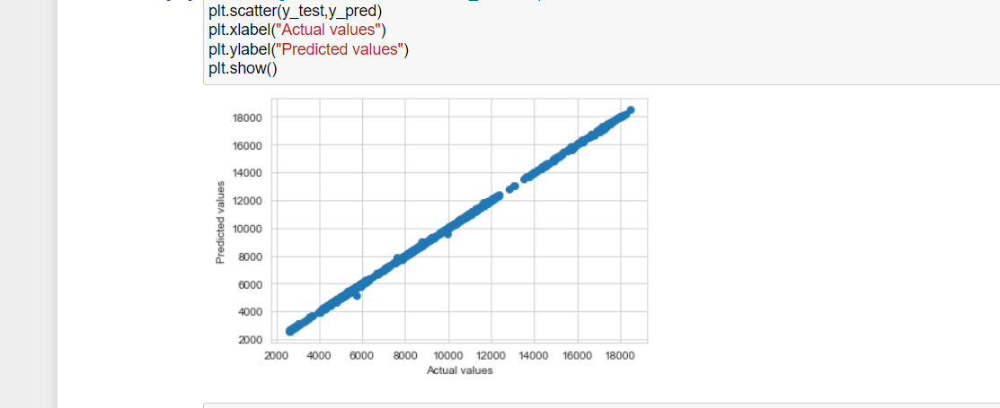 plt.scatter(y_test,y_pred)
plt.xlabel("Actual values")
plt.ylabel("Predicted values")
plt.show()
18000
16000
14000
12000
10000
8000
6000
4000
2000
Predicted values
2000 4000 6000 8000 10000 12000 14000 16000 18000
Actual values